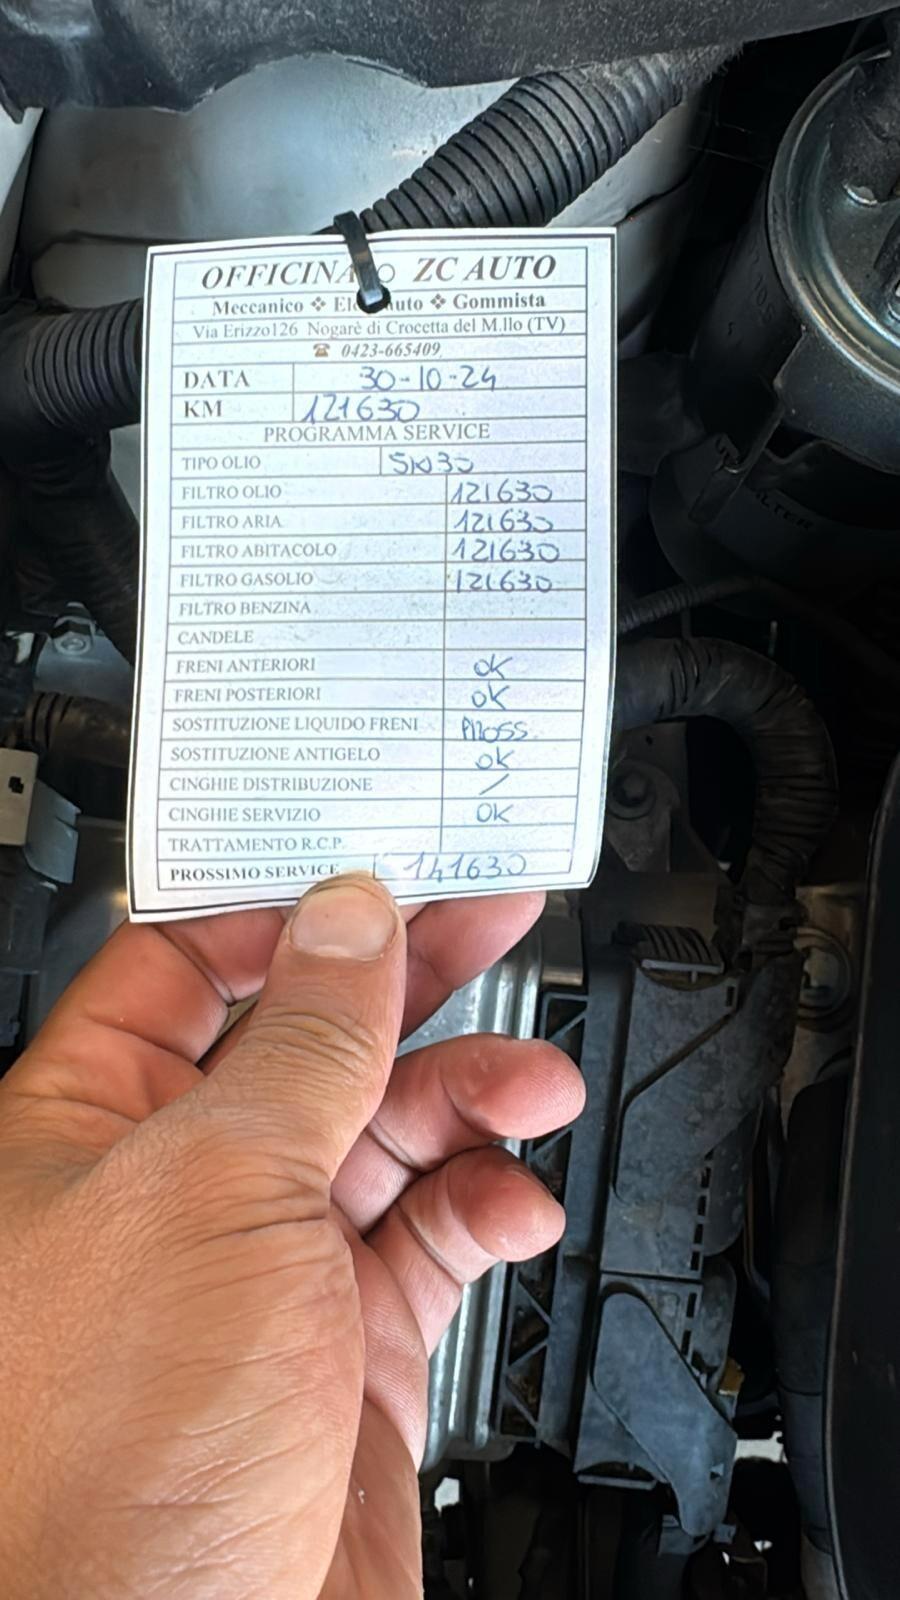 OFFICINA ZC AUTO
Meccanico ❖ Elettrauto ❖ Gommista
Via Erizzo126 Nogarè di Crocetta del M.llo (TV)
☎ 0423-665409
DATA 30-10-24
KM 121630
PROGRAMMA SERVICE
TIPO OLIO 5W30
FILTRO OLIO 121630
FILTRO ARIA 121630
FILTRO ABITACOLO 121630
FILTRO GASOLIO 121630
FILTRO BENZINA
CANDELE
FRENI ANTERIORI OK
FRENI POSTERIORI OK
SOSTITUZIONE LIQUIDO FRENI
SOSTITUZIONE ANTIGELO OK
CINGHIE DISTRIBUZIONE /
CINGHIE SERVIZIO OK
TRATTAMENTO R.C.P.
PROSSIMO SERVICE 141630
FILTER